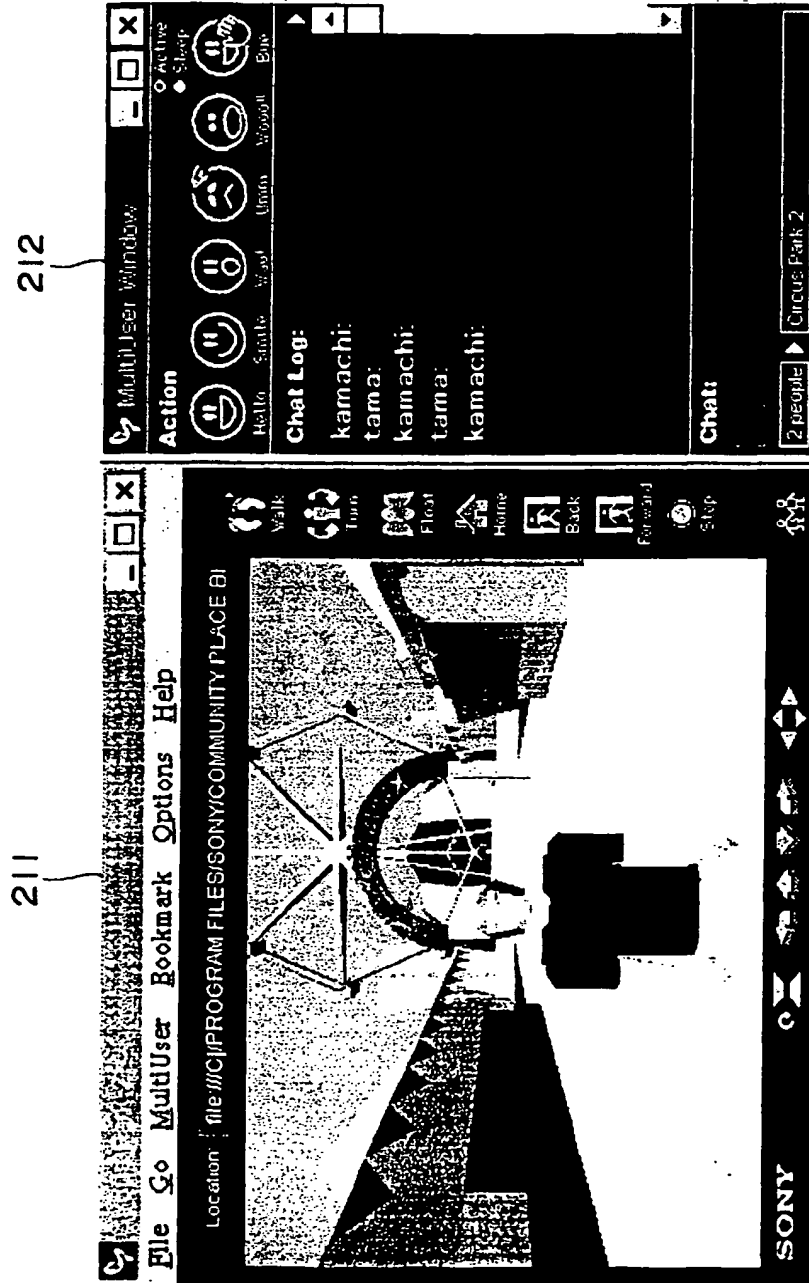 211
File Go MultiUser Bookmark Options Help
Location: file:///C|/PROGRAM FILES/SONY/COMMUNITY PLACE BI
Walk
Turn
Float
Home
Back
Forward
Stop
SONY
212
MultiUser Window
Action
Active
Sleep
Hello Smile Wao! Umm Wooo!! Bye
Chat Log:
kamachi:
tama:
kamachi:
tama:
kamachi:
Chat:
2 people Circus Park 2